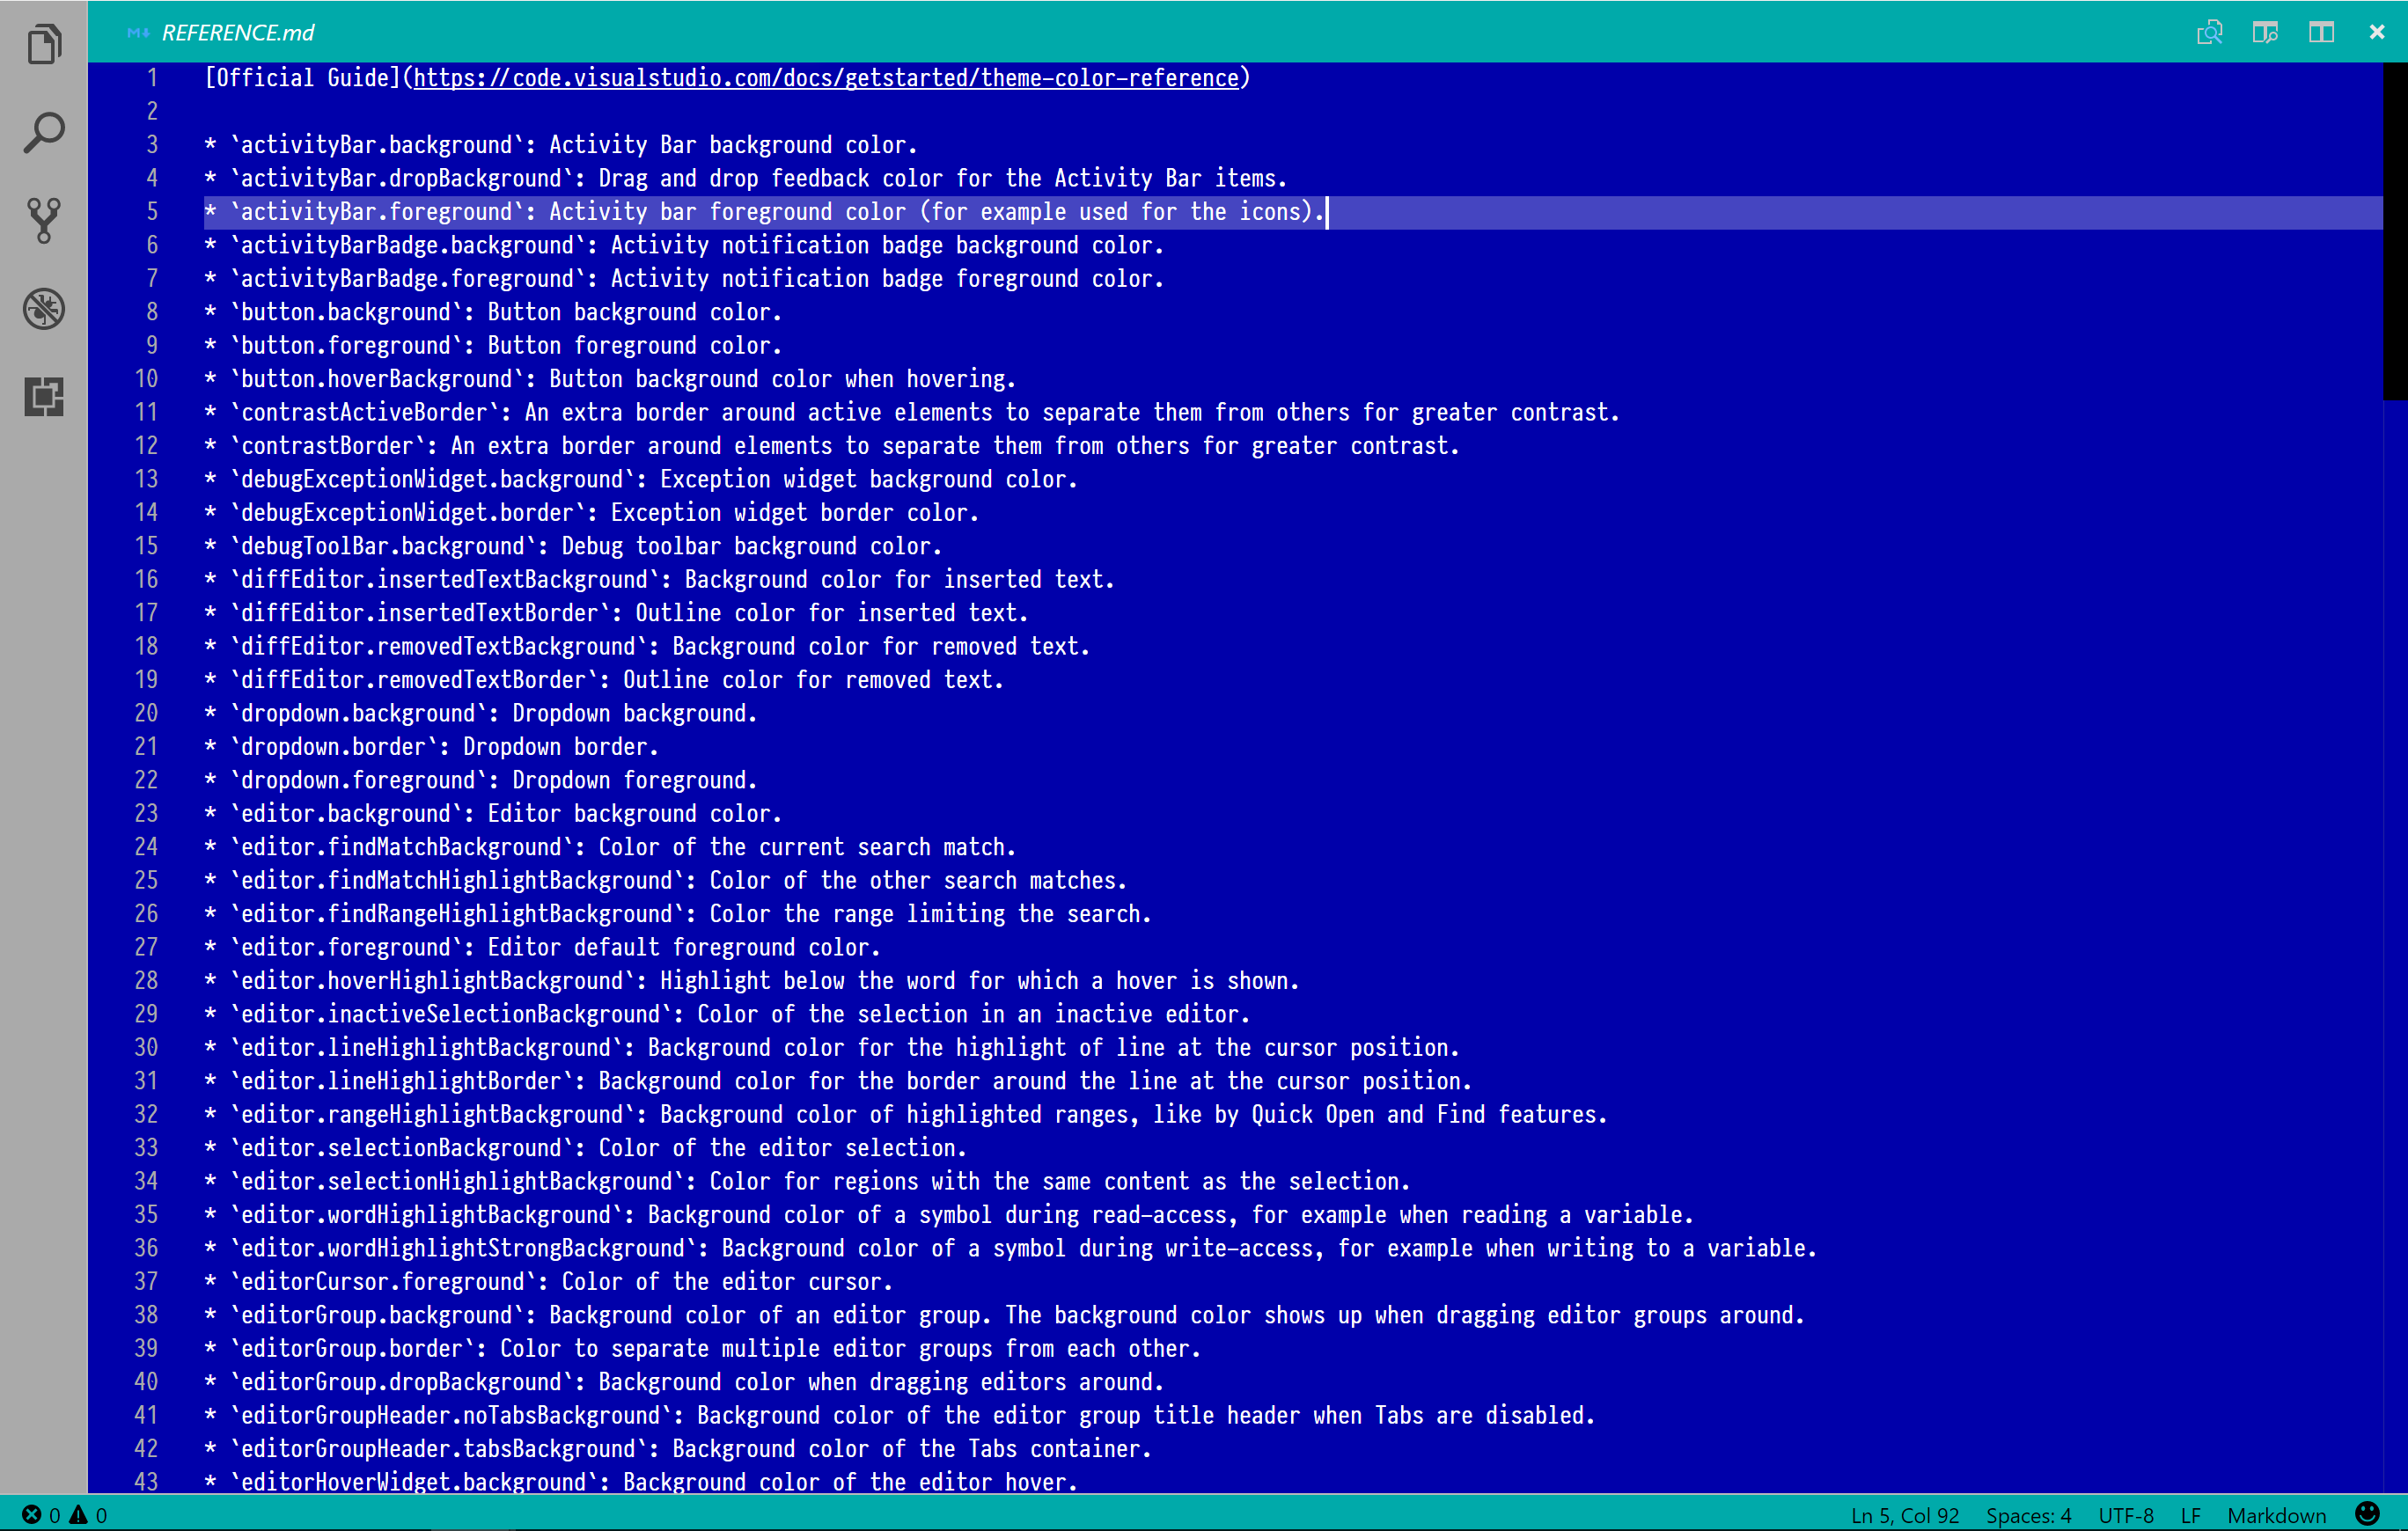 REFERENCE.md
1 [Official Guide](https://code.visualstudio.com/docs/getstarted/theme-color-reference)
2
3 * `activityBar.background`: Activity Bar background color.
4 * `activityBar.dropBackground`: Drag and drop feedback color for the Activity Bar items.
5 * `activityBar.foreground`: Activity bar foreground color (for example used for the icons).
6 * `activityBarBadge.background`: Activity notification badge background color.
7 * `activityBarBadge.foreground`: Activity notification badge foreground color.
8 * `button.background`: Button background color.
9 * `button.foreground`: Button foreground color.
10 * `button.hoverBackground`: Button background color when hovering.
11 * `contrastActiveBorder`: An extra border around active elements to separate them from others for greater contrast.
12 * `contrastBorder`: An extra border around elements to separate them from others for greater contrast.
13 * `debugExceptionWidget.background`: Exception widget background color.
14 * `debugExceptionWidget.border`: Exception widget border color.
15 * `debugToolBar.background`: Debug toolbar background color.
16 * `diffEditor.insertedTextBackground`: Background color for inserted text.
17 * `diffEditor.insertedTextBorder`: Outline color for inserted text.
18 * `diffEditor.removedTextBackground`: Background color for removed text.
19 * `diffEditor.removedTextBorder`: Outline color for removed text.
20 * `dropdown.background`: Dropdown background.
21 * `dropdown.border`: Dropdown border.
22 * `dropdown.foreground`: Dropdown foreground.
23 * `editor.background`: Editor background color.
24 * `editor.findMatchBackground`: Color of the current search match.
25 * `editor.findMatchHighlightBackground`: Color of the other search matches.
26 * `editor.findRangeHighlightBackground`: Color the range limiting the search.
27 * `editor.foreground`: Editor default foreground color.
28 * `editor.hoverHighlightBackground`: Highlight below the word for which a hover is shown.
29 * `editor.inactiveSelectionBackground`: Color of the selection in an inactive editor.
30 * `editor.lineHighlightBackground`: Background color for the highlight of line at the cursor position.
31 * `editor.lineHighlightBorder`: Background color for the border around the line at the cursor position.
32 * `editor.rangeHighlightBackground`: Background color of highlighted ranges, like by Quick Open and Find features.
33 * `editor.selectionBackground`: Color of the editor selection.
34 * `editor.selectionHighlightBackground`: Color for regions with the same content as the selection.
35 * `editor.wordHighlightBackground`: Background color of a symbol during read-access, for example when reading a variable.
36 * `editor.wordHighlightStrongBackground`: Background color of a symbol during write-access, for example when writing to a variable.
37 * `editorCursor.foreground`: Color of the editor cursor.
38 * `editorGroup.background`: Background color of an editor group. The background color shows up when dragging editor groups around.
39 * `editorGroup.border`: Color to separate multiple editor groups from each other.
40 * `editorGroup.dropBackground`: Background color when dragging editors around.
41 * `editorGroupHeader.noTabsBackground`: Background color of the editor group title header when Tabs are disabled.
42 * `editorGroupHeader.tabsBackground`: Background color of the Tabs container.
43 * `editorHoverWidget.background`: Background color of the editor hover.
0 0 Ln 5, Col 92 Spaces: 4 UTF-8 LF Markdown